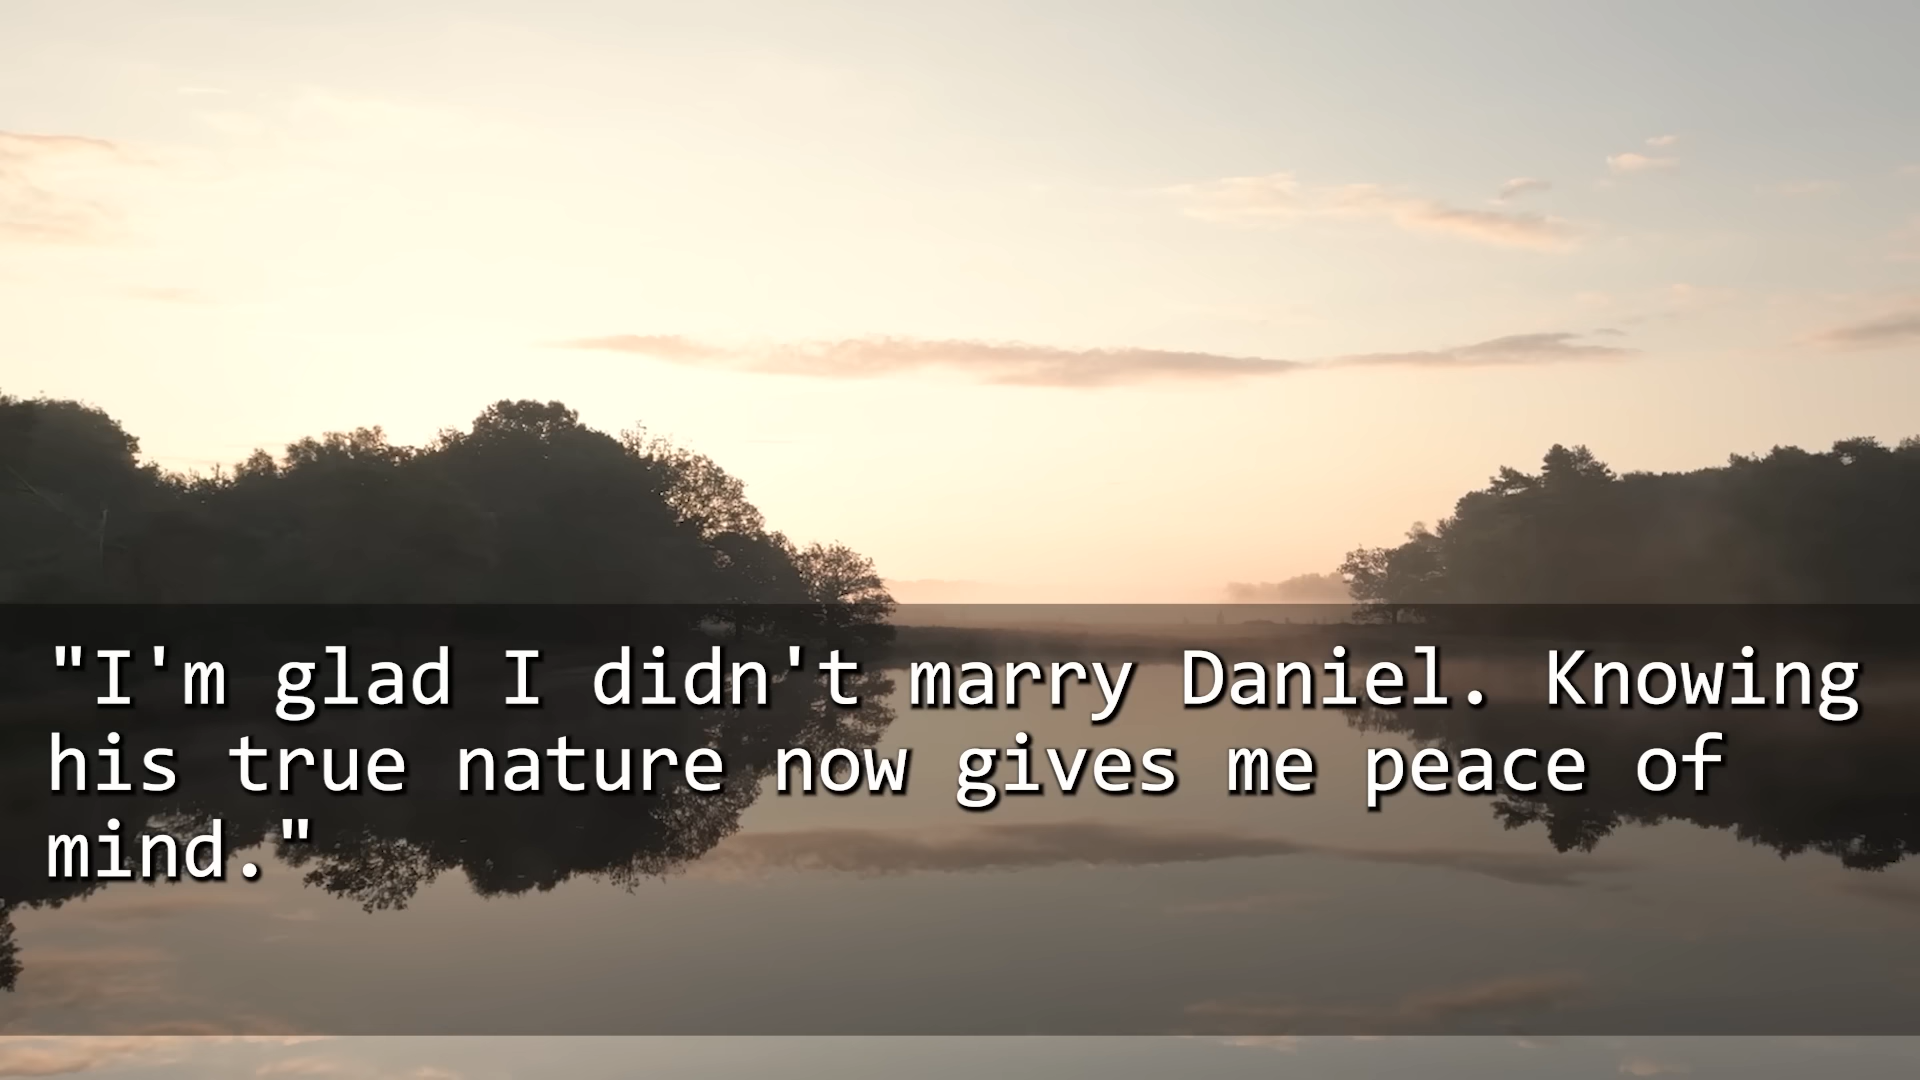 "I'm glad I didn't marry Daniel. Knowing
his true nature now gives me peace of
mind."